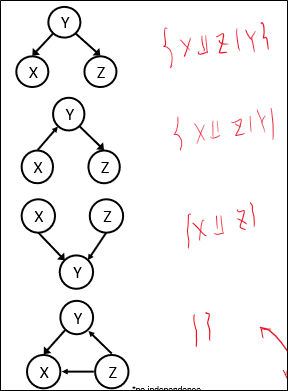 Y
X Z
{X ⫫ Z | Y}
Y
X Z
{X ⫫ Z | Y}
X Z
Y
{X ⫫ Z}
Y
X Z
{}
*no independence